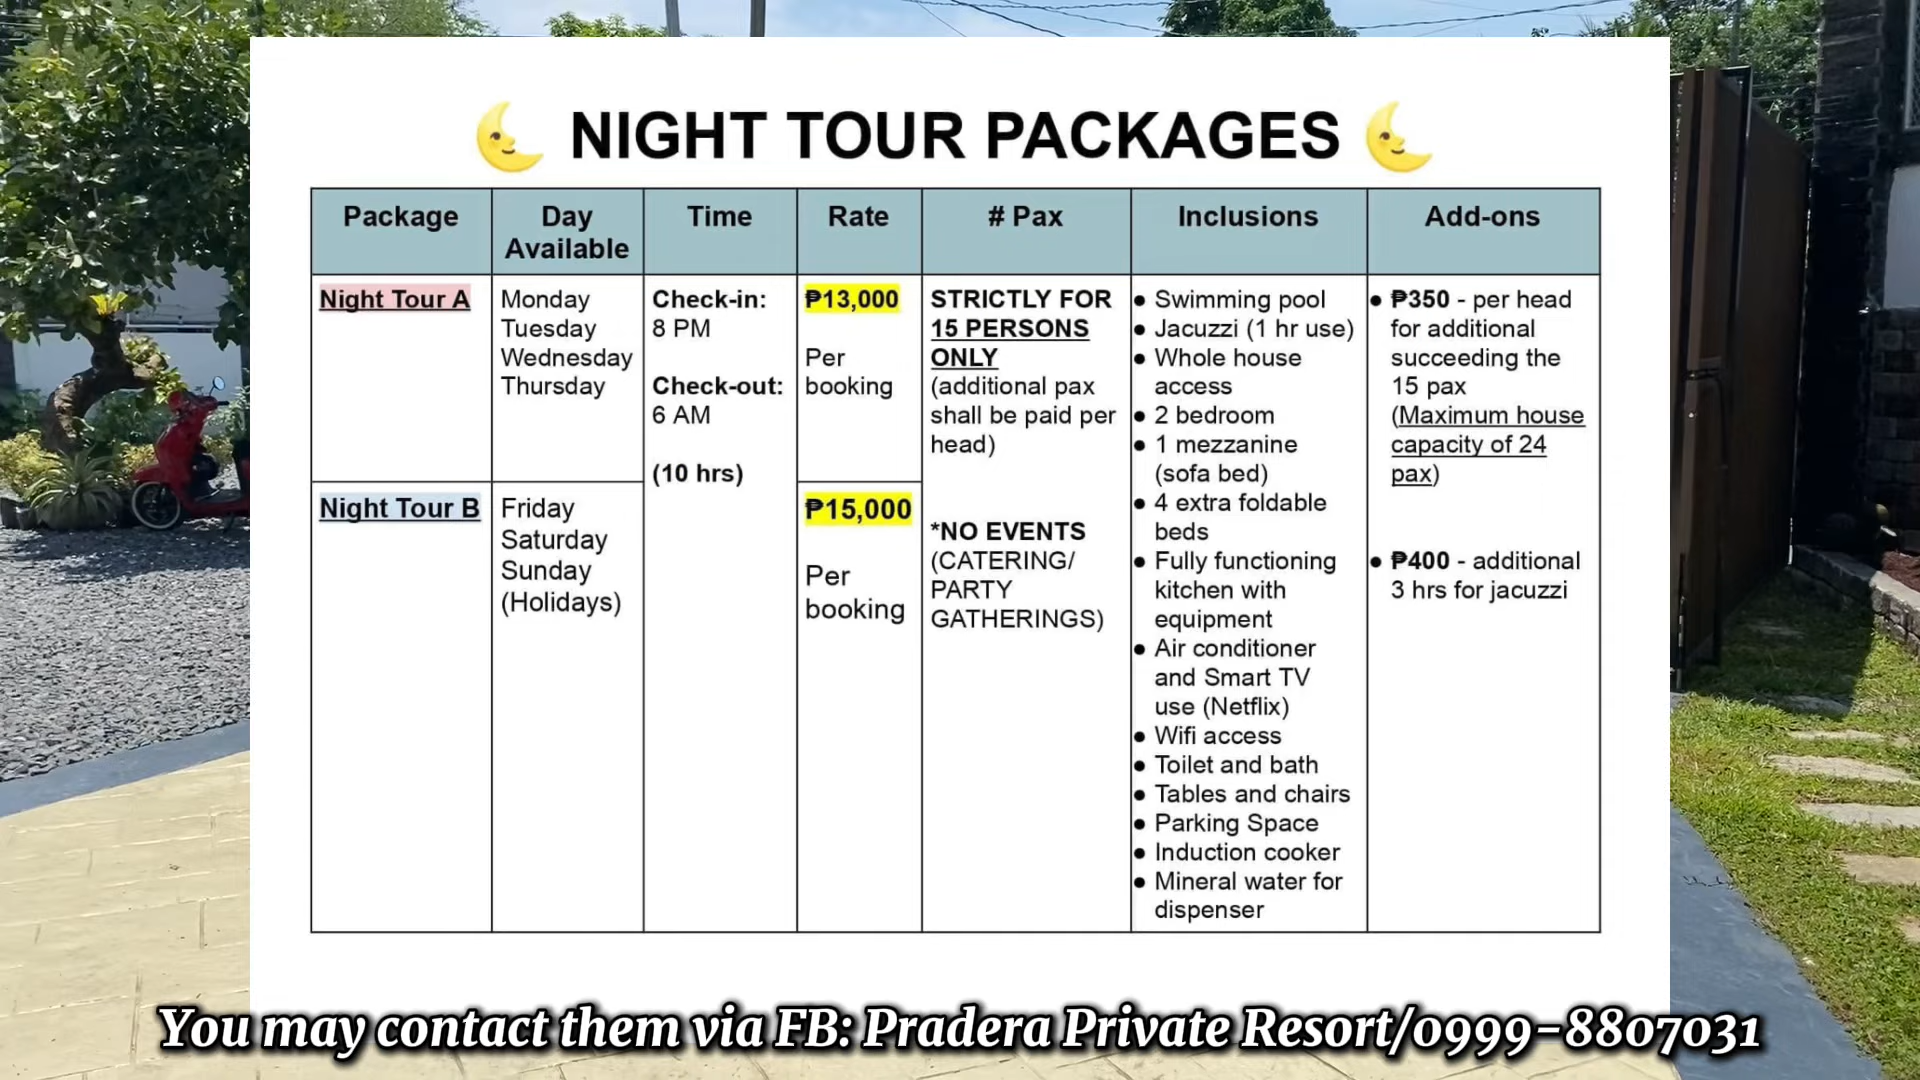 NIGHT TOUR PACKAGES
Package
Day
Available
Time
Rate
# Pax
Inclusions
Add-ons
Night Tour A
Monday
Tuesday
Wednesday
Thursday
Check-in:
8 PM
Check-out:
6 AM
(10 hrs)
₱13,000
Per
booking
STRICTLY FOR
15 PERSONS
ONLY
(additional pax
shall be paid per
head)
*NO EVENTS
(CATERING/
PARTY
GATHERINGS)
● Swimming pool
● Jacuzzi (1 hr use)
● Whole house
access
● 2 bedroom
● 1 mezzanine
(sofa bed)
● 4 extra foldable
beds
● Fully functioning
kitchen with
equipment
● Air conditioner
and Smart TV
use (Netflix)
● Wifi access
● Toilet and bath
● Tables and chairs
● Parking Space
● Induction cooker
● Mineral water for
dispenser
● ₱350 - per head
for additional
succeeding the
15 pax
(Maximum house
capacity of 24
pax)
● ₱400 - additional
3 hrs for jacuzzi
Night Tour B
Friday
Saturday
Sunday
(Holidays)
₱15,000
Per
booking
You may contact them via FB: Pradera Private Resort/0999-8807031